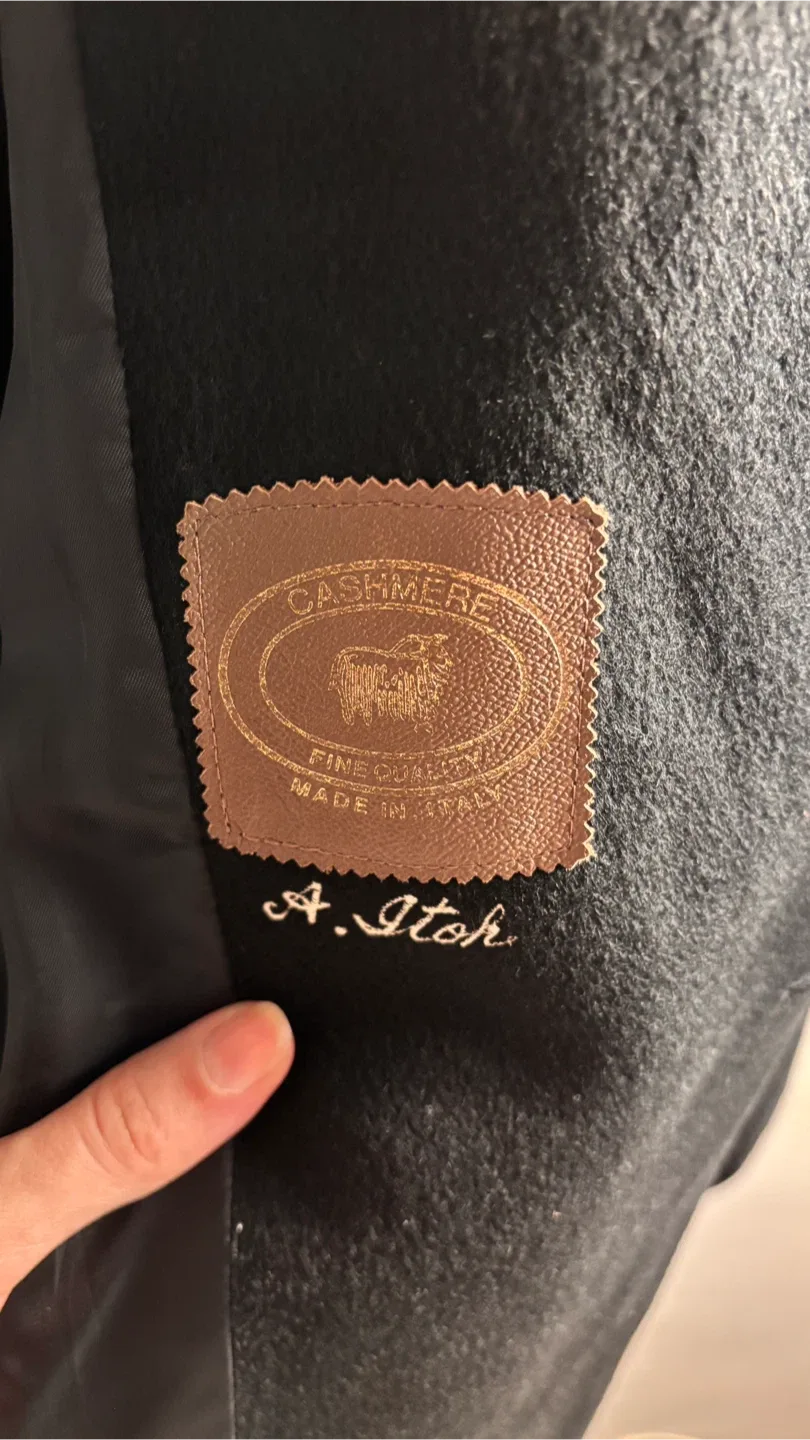 CASHMERE
FINE QUALITY
MADE IN ITALY
A. Itoh